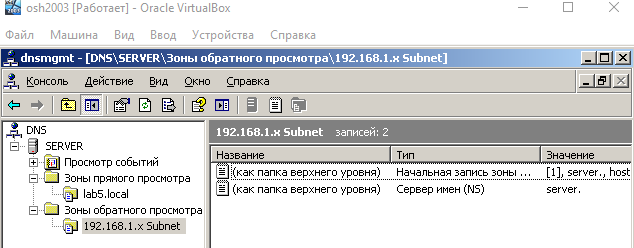 osh2003 [Работает] - Oracle VirtualBox
Файл Машина Вид Ввод Устройства Справка
dnsmgmt - [DNS\SERVER\Зоны обратного просмотра\192.168.1.x Subnet]
Консоль Действие Вид Окно Справка
DNS
SERVER
Просмотр событий
Зоны прямого просмотра
lab5.local
Зоны обратного просмотра
192.168.1.x Subnet
192.168.1.x Subnet записей: 2
Название Тип Значение
(как папка верхнего уровня) Начальная запись зоны ... [1], server., host
(как папка верхнего уровня) Сервер имен (NS) server.